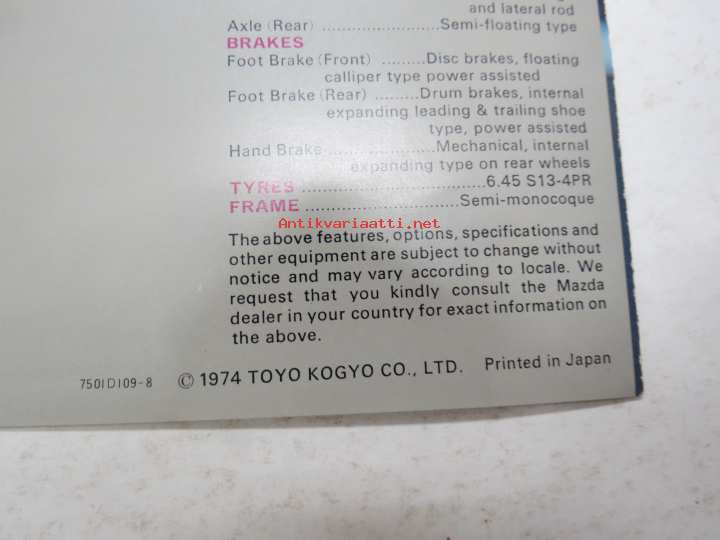 and lateral rod
Axle (Rear) ........................Semi-floating type
BRAKES
Foot Brake (Front) .........Disc brakes, floating
calliper type power assisted
Foot Brake (Rear) .........Drum brakes, internal
expanding leading & trailing shoe
type, power assisted
Hand Brake ......................Mechanical, internal
expanding type on rear wheels
TYRES .....................................6.45 S13-4PR
FRAME ...............................Semi-monocoque
Antikvariaatti.net
The above features, options, specifications and
other equipment are subject to change without
notice and may vary according to locale. We
request that you kindly consult the Mazda
dealer in your country for exact information on
the above.
7501D109-8 © 1974 TOYO KOGYO CO., LTD. Printed in Japan